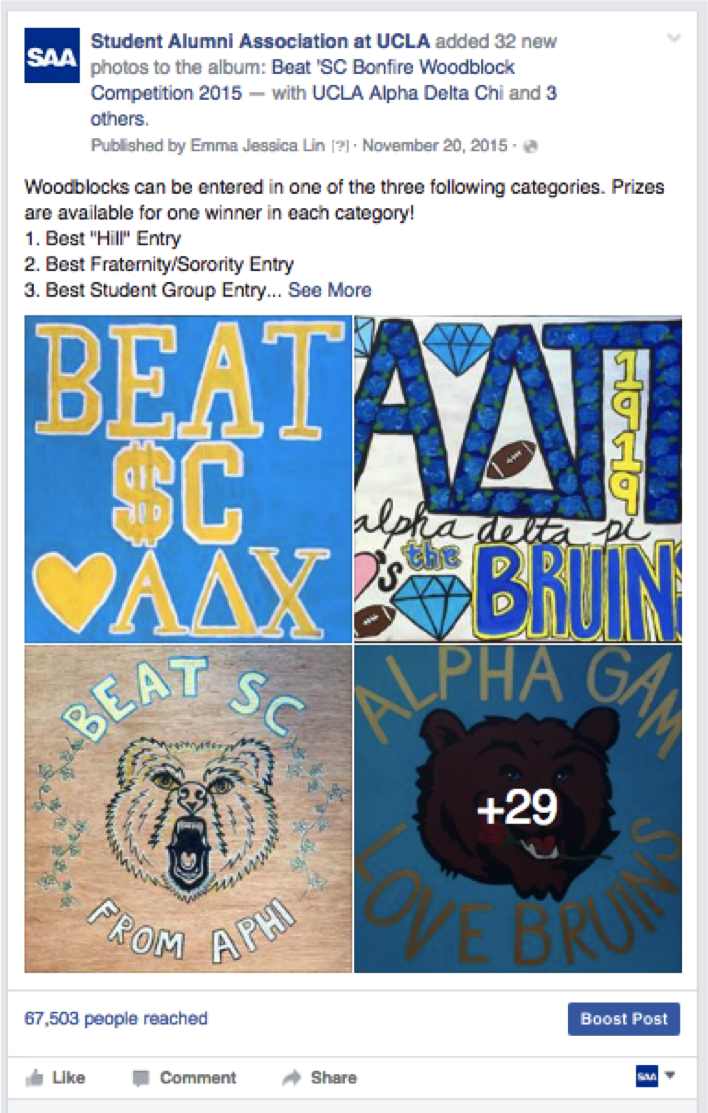 SAA
Student Alumni Association at UCLA added 32 new
photos to the album: Beat 'SC Bonfire Woodblock
Competition 2015 — with UCLA Alpha Delta Chi and 3
others.
Published by Emma Jessica Lin [?] · November 20, 2015 ·
Woodblocks can be entered in one of the three following categories. Prizes
are available for one winner in each category!
1. Best "Hill" Entry
2. Best Fraternity/Sorority Entry
3. Best Student Group Entry... See More
BEAT
$C
ΑΔΧ
ΑΔΠ
1919
alpha delta pi
's the BRUINS
BEAT SC
FROM APHI
ALPHA GAM
+29
LOVE BRUINS
67,503 people reached
Boost Post
Like Comment Share SAA